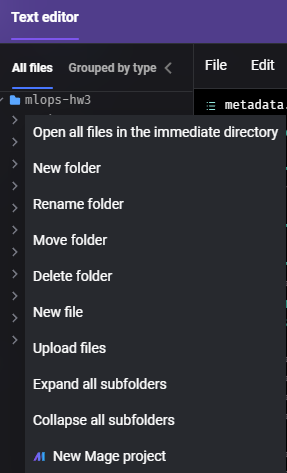 Text editor
All files Grouped by type
File Edit
mlops-hw3
metadata.
Open all files in the immediate directory
New folder
Rename folder
Move folder
Delete folder
New file
Upload files
Expand all subfolders
Collapse all subfolders
New Mage project